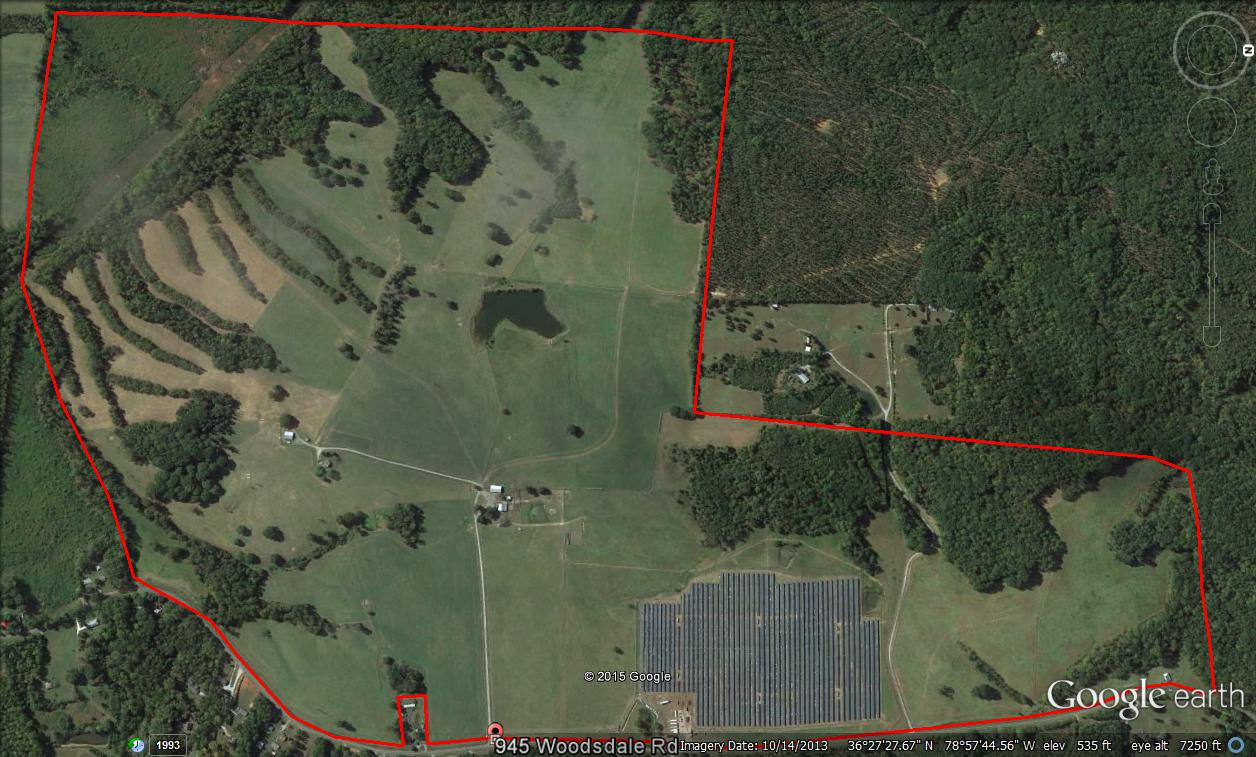 N
© 2015 Google
Google earth
1993
945 Woodsdale Rd
Imagery Date: 10/14/2013 36°27'27.67" N 78°57'44.56" W elev 535 ft eye alt 7250 ft